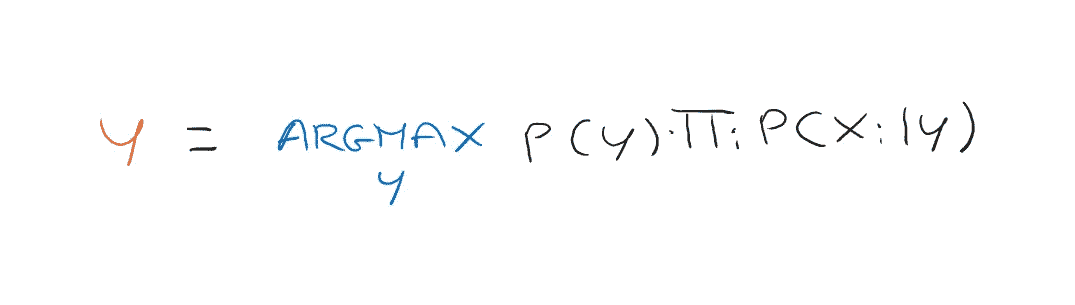 y = ARGMAX P(y)·∏i P(Xi|y)
y